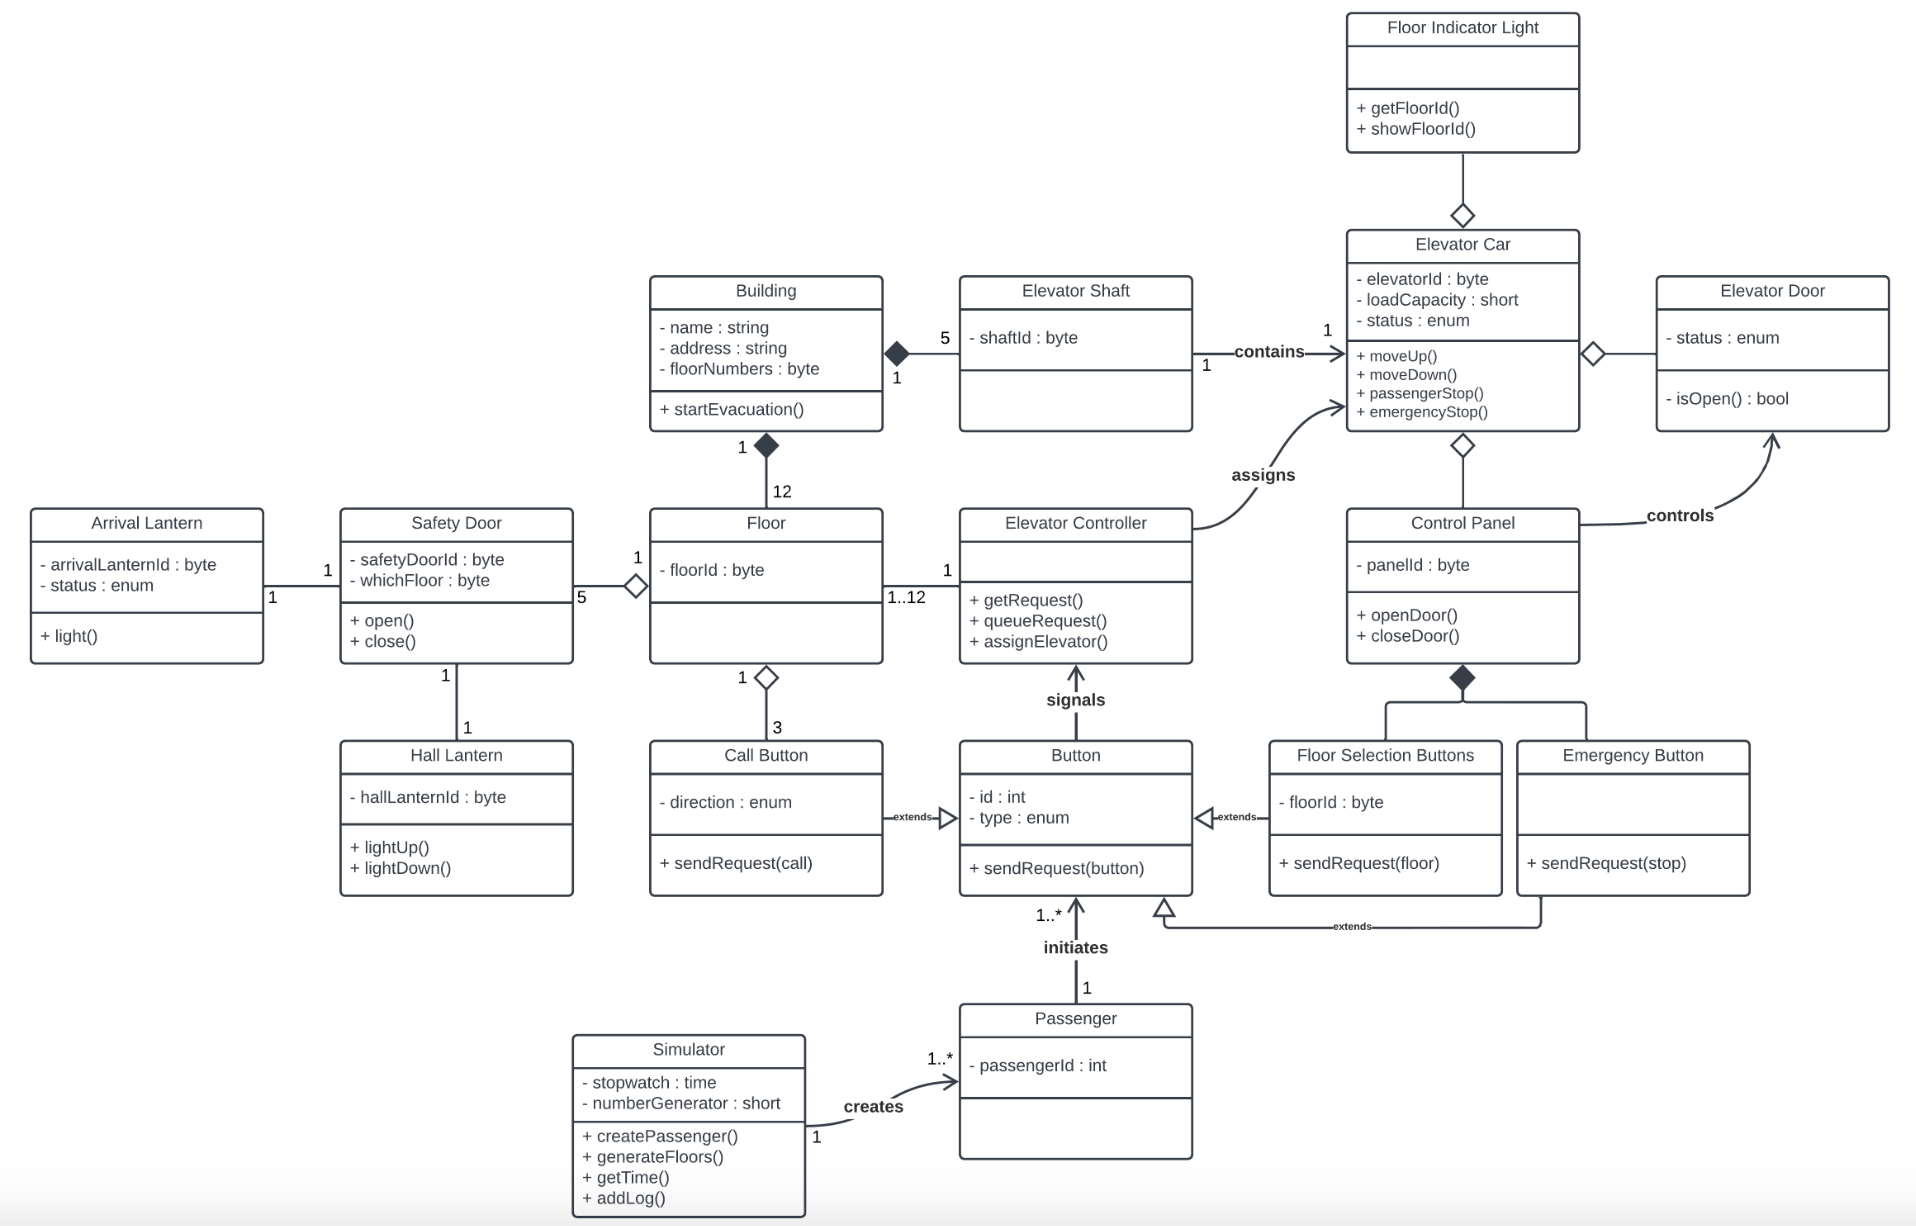 Floor Indicator Light
+ getFloorId()
+ showFloorId()
Elevator Car
- elevatorId : byte
- loadCapacity : short
- status : enum
+ moveUp()
+ moveDown()
+ passengerStop()
+ emergencyStop()
Building
- name : string
- address : string
- floorNumbers : byte
+ startEvacuation()
1
5
Elevator Shaft
- shaftId : byte
1
contains
1
Elevator Door
- status : enum
- isOpen() : bool
1
12
assigns
controls
Arrival Lantern
- arrivalLanternId : byte
- status : enum
+ light()
1
1
Safety Door
- safetyDoorId : byte
- whichFloor : byte
+ open()
+ close()
5
1
Floor
- floorId : byte
1..12
1
Elevator Controller
+ getRequest()
+ queueRequest()
+ assignElevator()
Control Panel
- panelId : byte
+ openDoor()
+ closeDoor()
1
1
1
3
signals
Hall Lantern
- hallLanternId : byte
+ lightUp()
+ lightDown()
Call Button
- direction : enum
+ sendRequest(call)
extends
Button
- id : int
- type : enum
+ sendRequest(button)
extends
Floor Selection Buttons
- floorId : byte
+ sendRequest(floor)
Emergency Button
+ sendRequest(stop)
extends
1..*
initiates
1
Passenger
- passengerId : int
Simulator
- stopwatch : time
- numberGenerator : short
+ createPassenger()
+ generateFloors()
+ getTime()
+ addLog()
1
creates
1..*